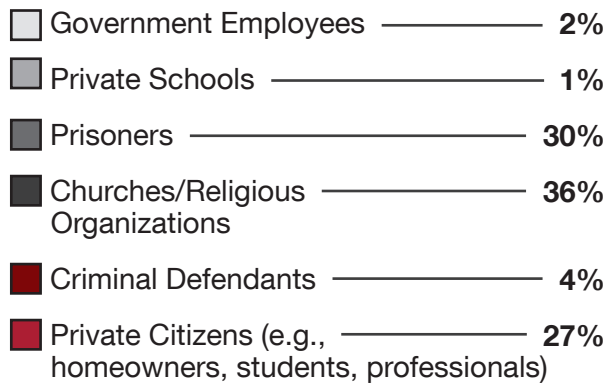 Government Employees 2%
Private Schools 1%
Prisoners 30%
Churches/Religious 36%
Organizations
Criminal Defendants 4%
Private Citizens (e.g., 27%
homeowners, students, professionals)